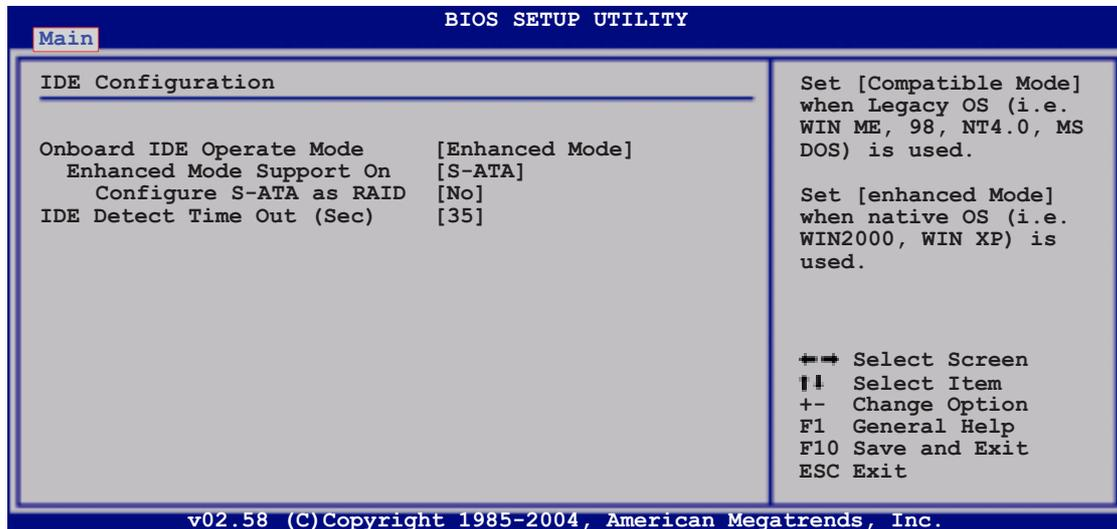 BIOS SETUP UTILITY
Main
IDE Configuration
Onboard IDE Operate Mode [Enhanced Mode]
Enhanced Mode Support On [S-ATA]
Configure S-ATA as RAID [No]
IDE Detect Time Out (Sec) [35]
Set [Compatible Mode]
when Legacy OS (i.e.
WIN ME, 98, NT4.0, MS
DOS) is used.
Set [enhanced Mode]
when native OS (i.e.
WIN2000, WIN XP) is
used.
←→ Select Screen
↑↓ Select Item
+- Change Option
F1 General Help
F10 Save and Exit
ESC Exit
v02.58 (C)Copyright 1985-2004, American Megatrends, Inc.